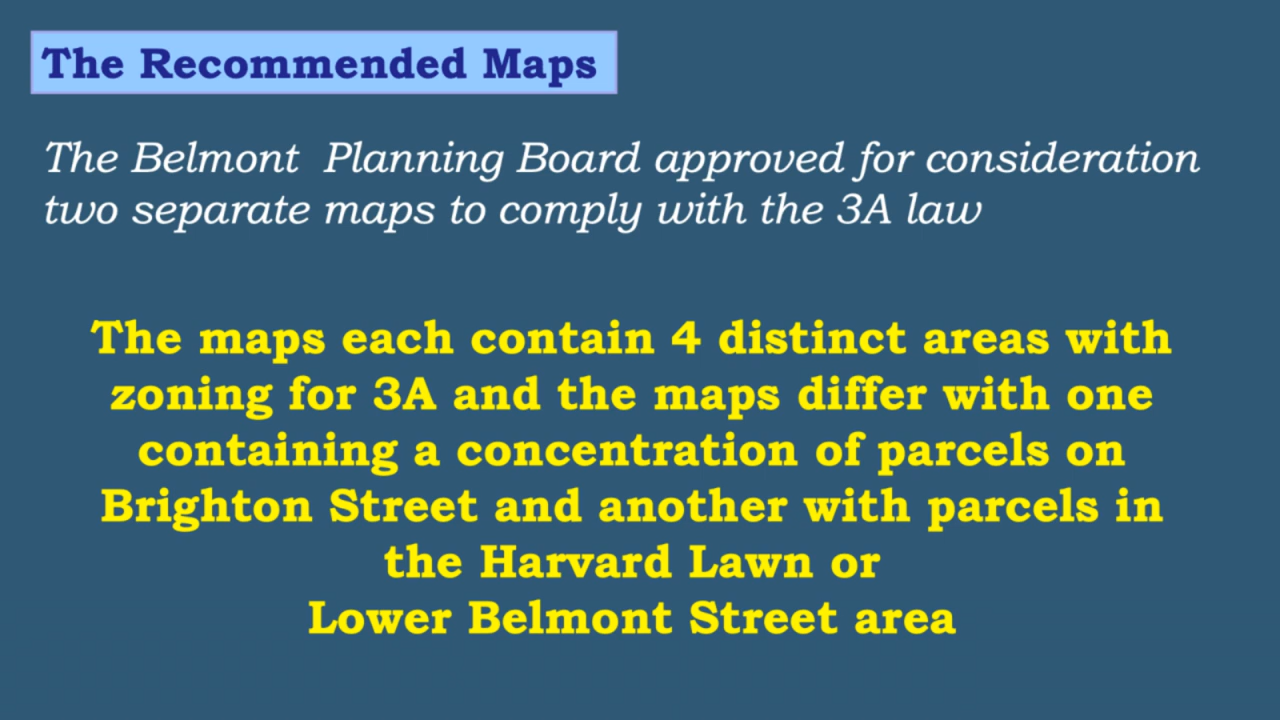 The Recommended Maps
The Belmont  Planning Board approved for consideration
two separate maps to comply with the 3A law
The maps each contain 4 distinct areas with
zoning for 3A and the maps differ with one
containing a concentration of parcels on
Brighton Street and another with parcels in
the Harvard Lawn or
Lower Belmont Street area